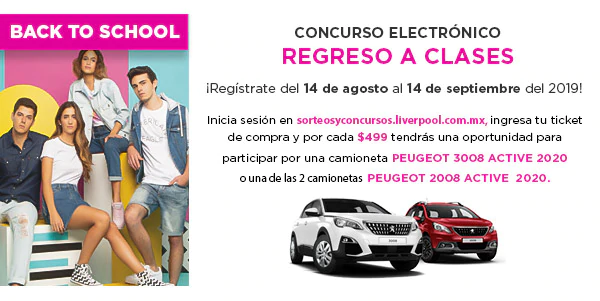 BACK TO SCHOOL
CONCURSO ELECTRÓNICO
REGRESO A CLASES
¡Regístrate del 14 de agosto al 14 de septiembre del 2019!
Inicia sesión en sorteosyconcursos.liverpool.com.mx, ingresa tu ticket
de compra y por cada $499 tendrás una oportunidad para
participar por una camioneta PEUGEOT 3008 ACTIVE 2020
o una de las 2 camionetas PEUGEOT 2008 ACTIVE 2020.